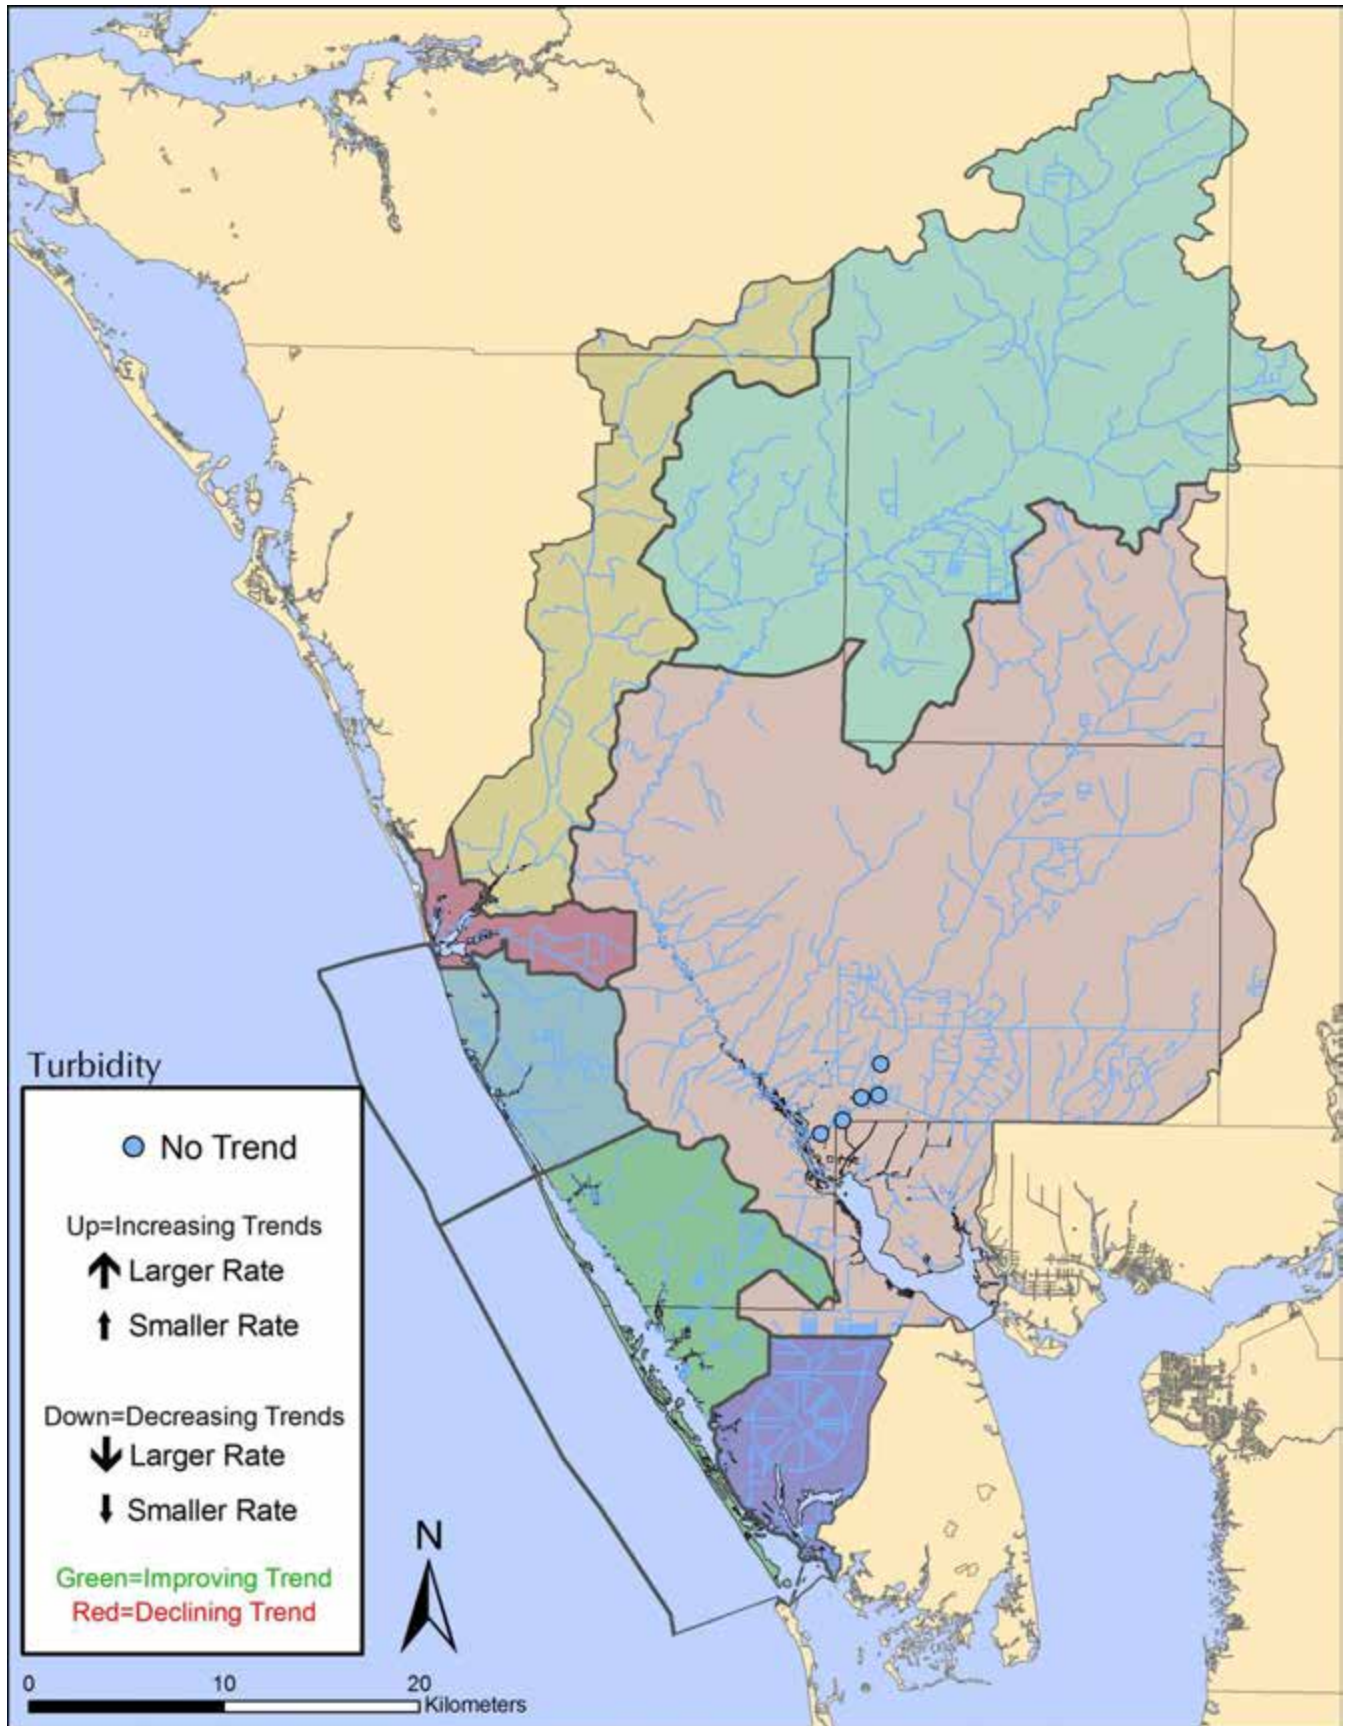 Turbidity
No Trend
Up=Increasing Trends
Larger Rate
Smaller Rate
Down=Decreasing Trends
Larger Rate
Smaller Rate
Green=Improving Trend
Red=Declining Trend
N
0 10 20
Kilometers